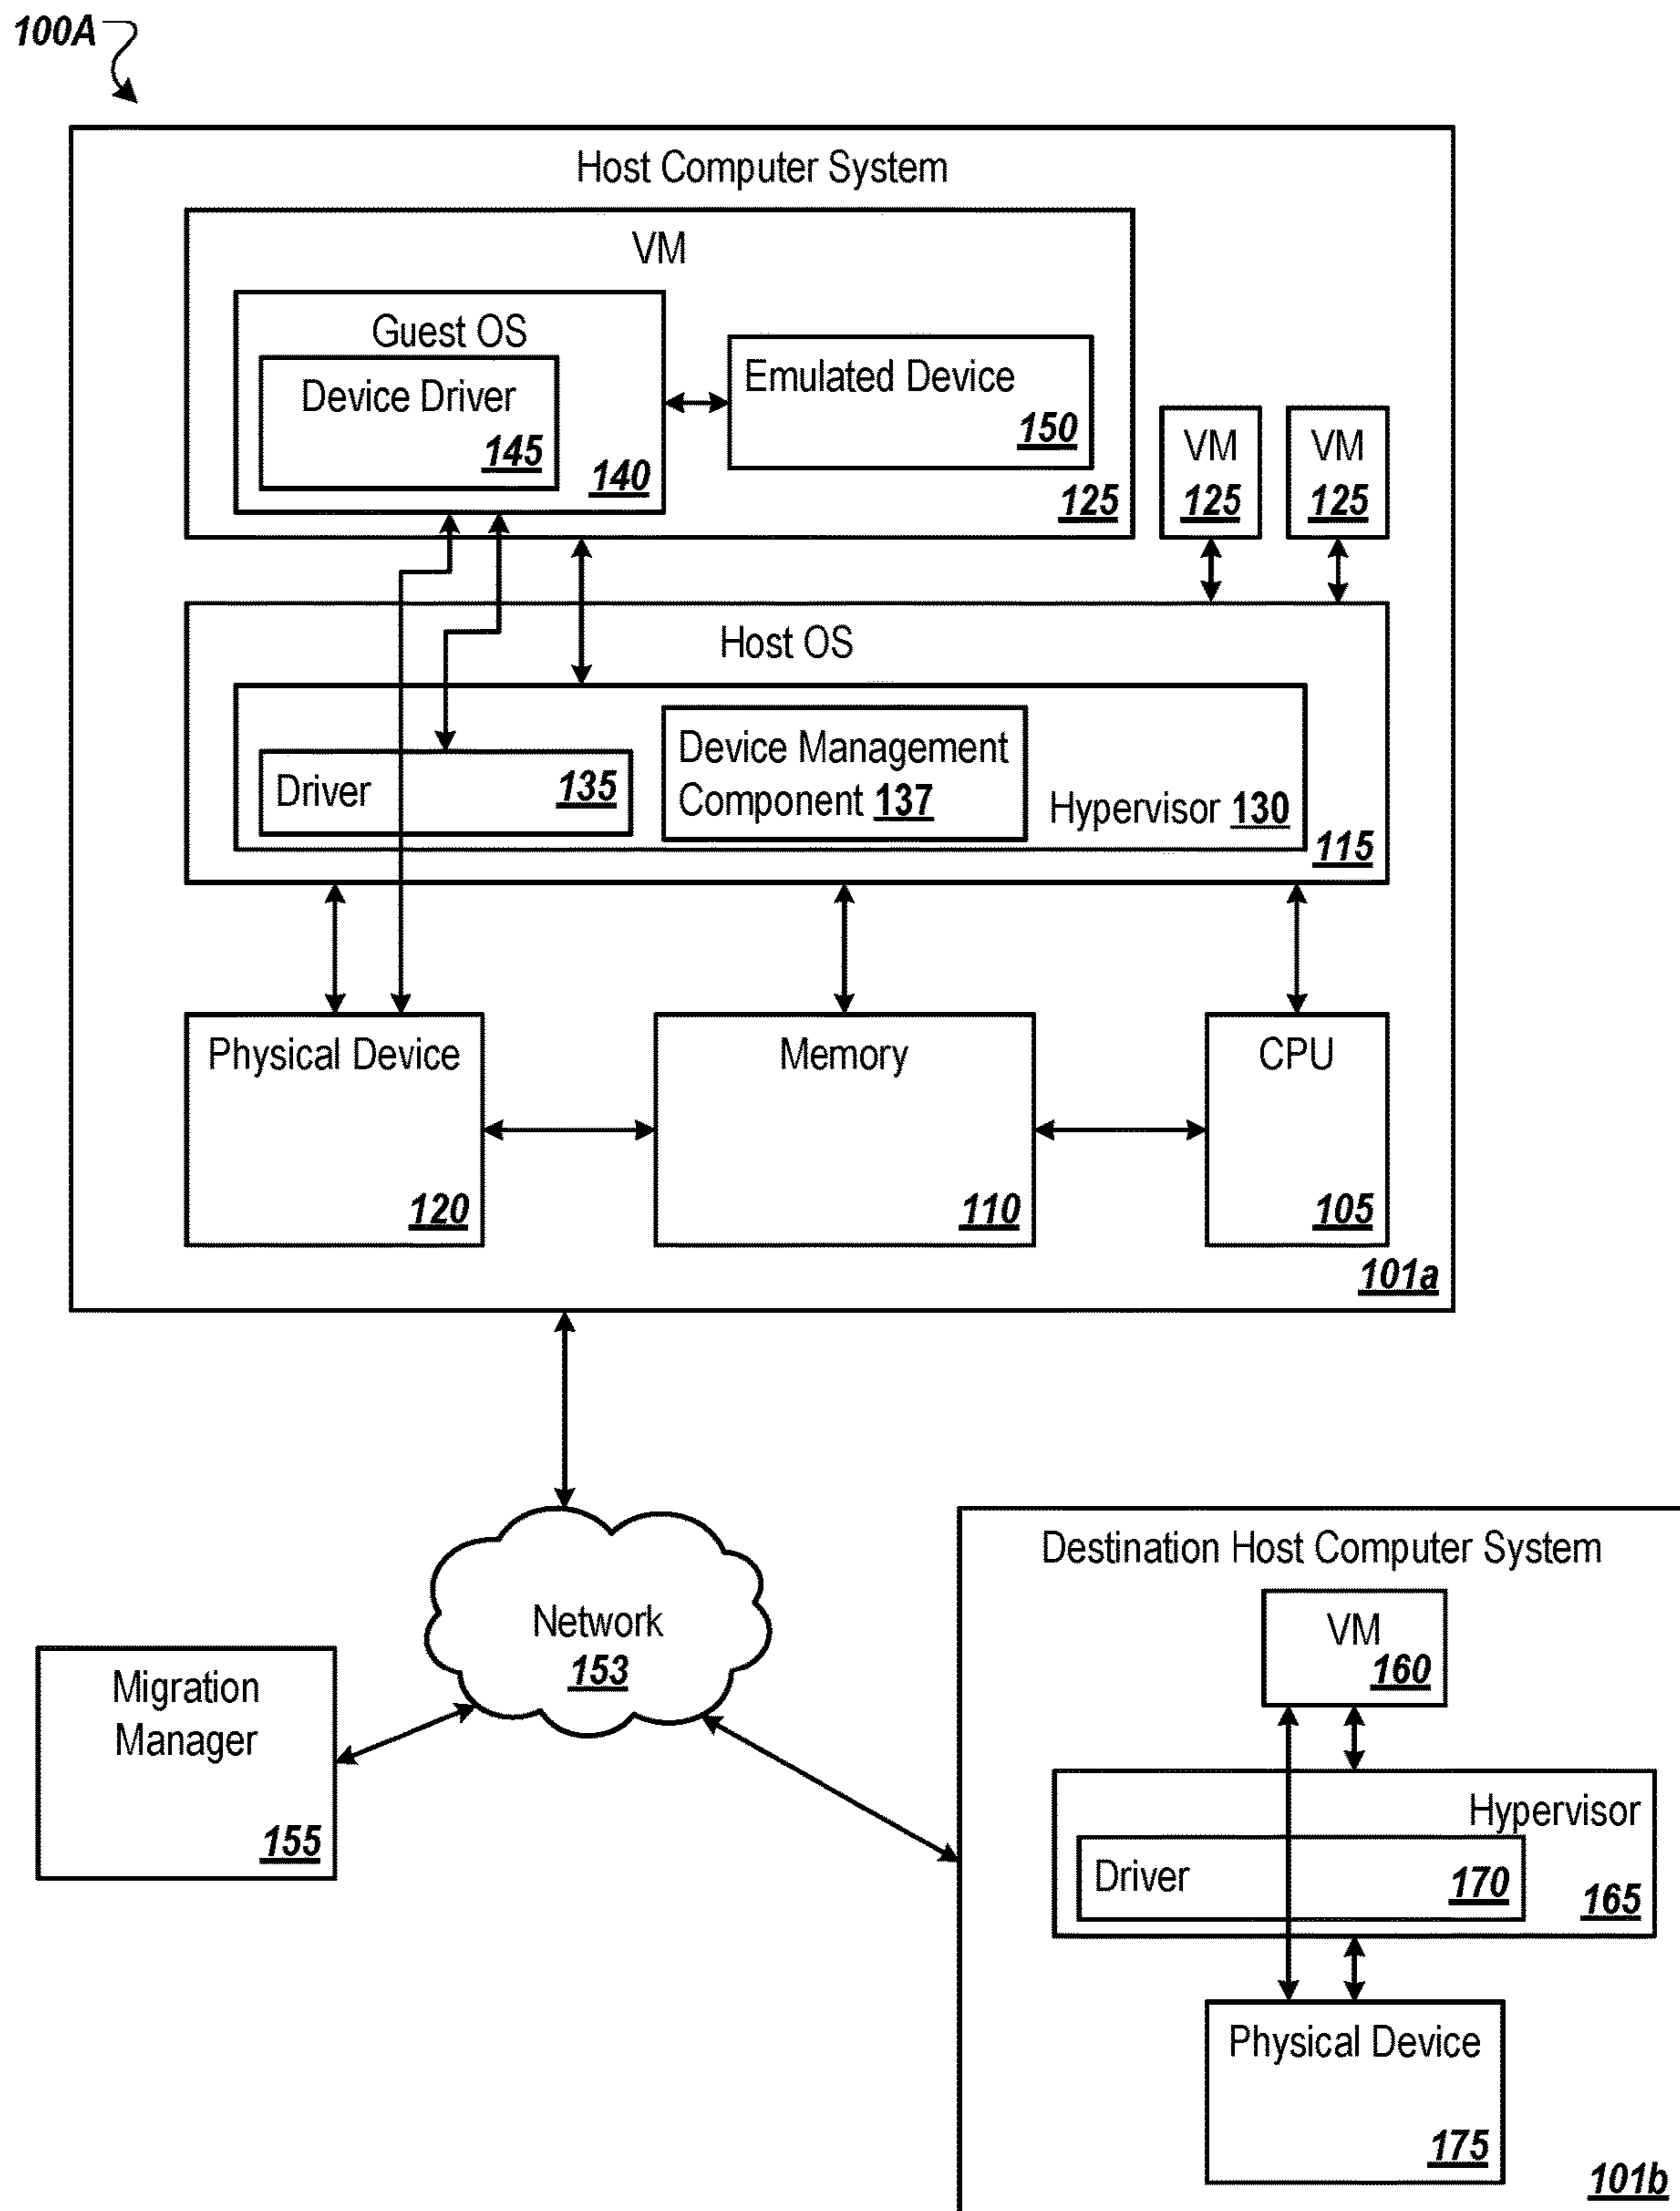 100A
Host Computer System
VM
Guest OS
Device Driver
145
140
Emulated Device
150
125
VM
125
VM
125
Host OS
Driver
135
Device Management
Component 137
Hypervisor 130
115
Physical Device
120
Memory
110
CPU
105
101a
Network
153
Migration
Manager
155
Destination Host Computer System
VM
160
Hypervisor
Driver
170
165
Physical Device
175
101b